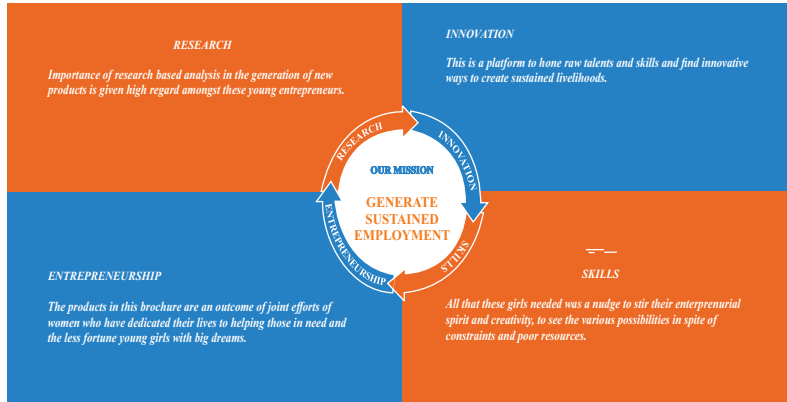 RESEARCH
Importance of research based analysis in the generation of new
products is given high regard amongst these young entrepreneurs.
INNOVATION
This is a platform to hone raw talents and skills and find innovative
ways to create sustained livelihoods.
RESEARCH
INNOVATION
SKILLS
ENTREPRENEURSHIP
OUR MISSION
GENERATE
SUSTAINED
EMPLOYMENT
ENTREPRENEURSHIP
The products in this brochure are an outcome of joint efforts of
women who have dedicated their lives to helping those in need and
the less fortune young girls with big dreams.
SKILLS
All that these girls needed was a nudge to stir their enterprenurial
spirit and creativity, to see the various possibilities in spite of
constraints and poor resources.